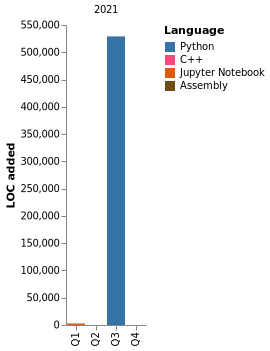 2021
Language
Python
C++
Jupyter Notebook
Assembly
LOC added
550,000
500,000
450,000
400,000
350,000
300,000
250,000
200,000
150,000
100,000
50,000
0
Q1
Q2
Q3
Q4